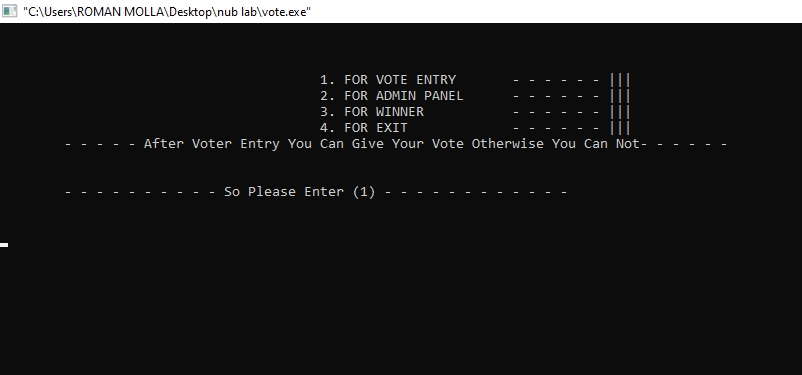 "C:\Users\ROMAN MOLLA\Desktop\nub lab\vote.exe"
1. FOR VOTE ENTRY - - - - - - |||
2. FOR ADMIN PANEL - - - - - - |||
3. FOR WINNER - - - - - - |||
4. FOR EXIT - - - - - - |||
- - - - - After Voter Entry You Can Give Your Vote Otherwise You Can Not- - - - - -
- - - - - - - - - - So Please Enter (1) - - - - - - - - - - - -